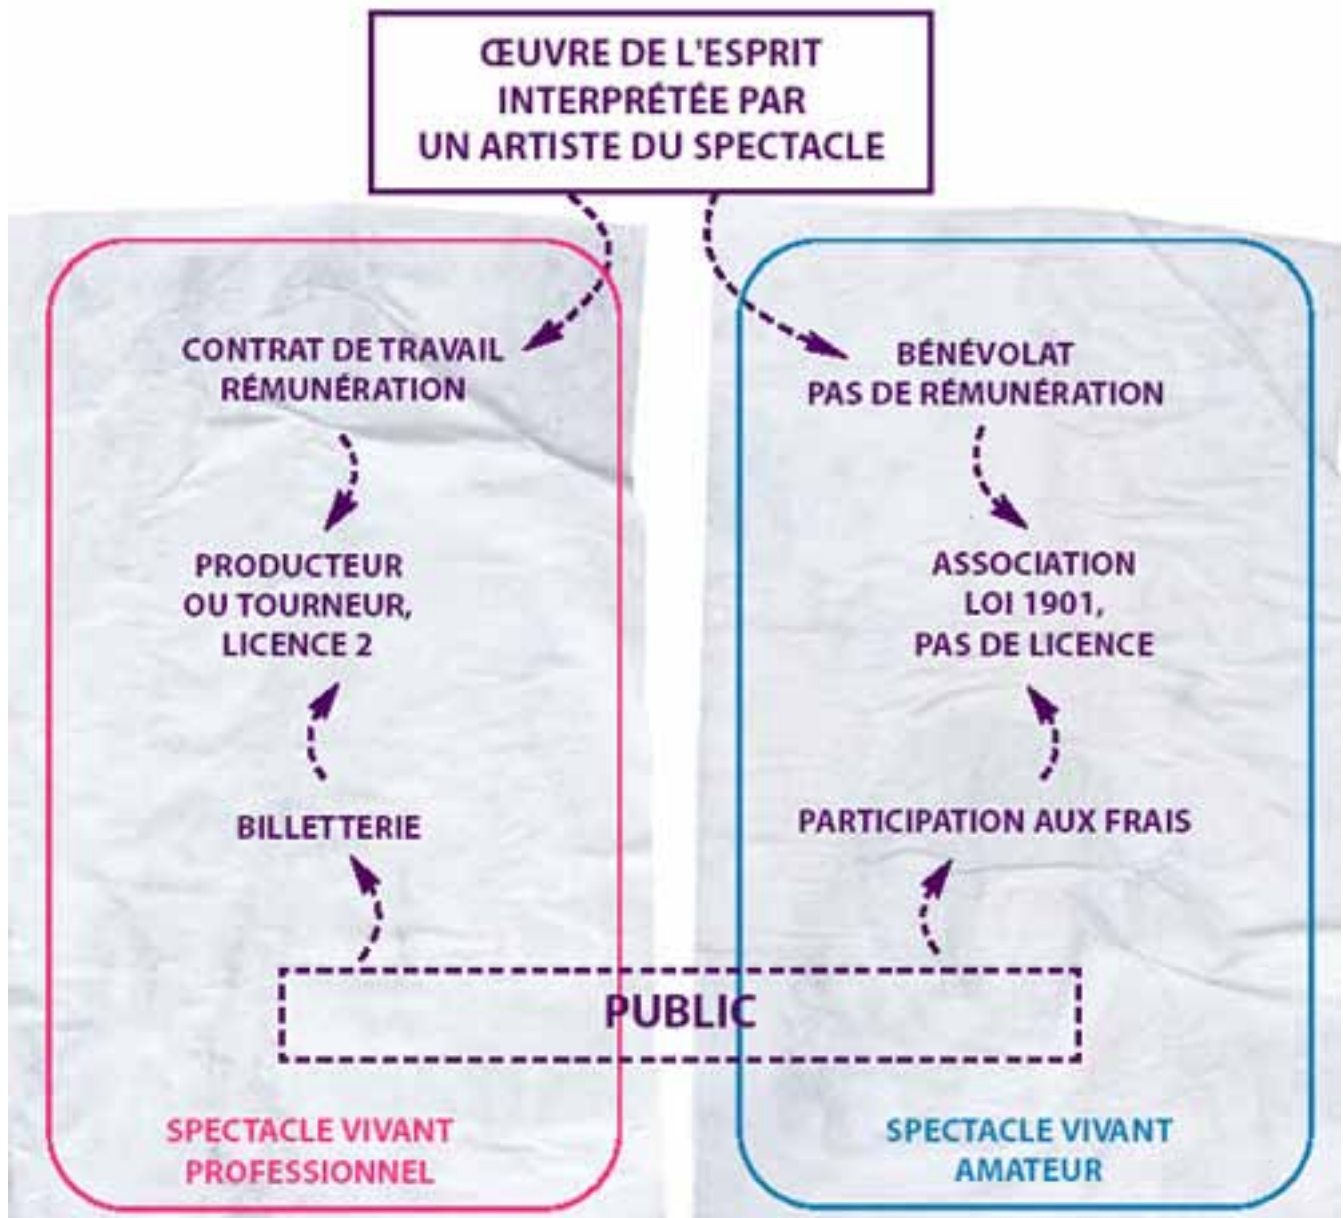 ŒUVRE DE L'ESPRIT
INTERPRÉTÉE PAR
UN ARTISTE DU SPECTACLE
CONTRAT DE TRAVAIL
RÉMUNÉRATION
PRODUCTEUR
OU TOURNEUR,
LICENCE 2
BILLETTERIE
BÉNÉVOLAT
PAS DE RÉMUNÉRATION
ASSOCIATION
LOI 1901,
PAS DE LICENCE
PARTICIPATION AUX FRAIS
PUBLIC
SPECTACLE VIVANT
PROFESSIONNEL
SPECTACLE VIVANT
AMATEUR